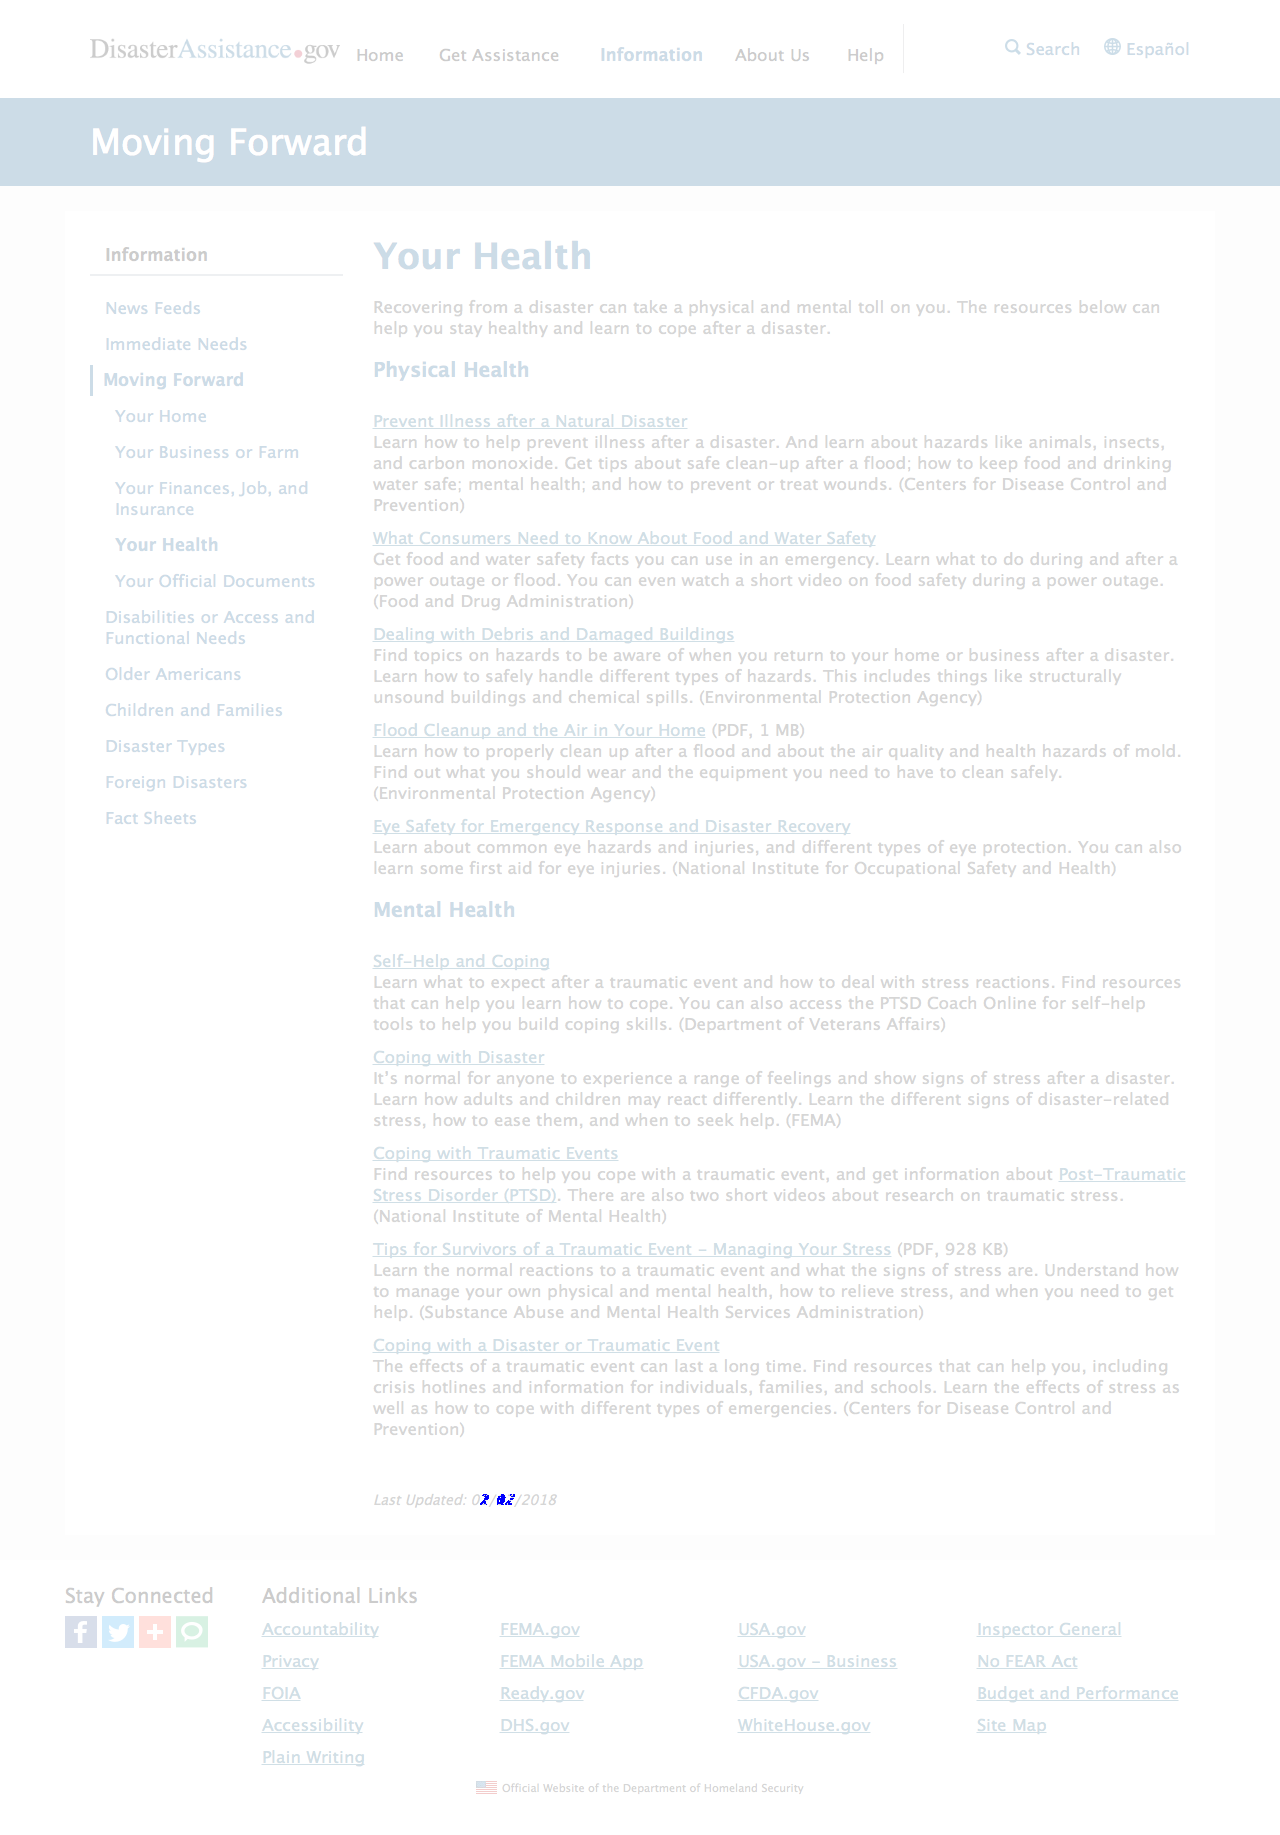 DisasterAssistance.gov
Home Get Assistance Information About Us Help
Search Español
Moving Forward
Information
News Feeds
Immediate Needs
Moving Forward
Your Home
Your Business or Farm
Your Finances, Job, and
Insurance
Your Health
Your Official Documents
Disabilities or Access and
Functional Needs
Older Americans
Children and Families
Disaster Types
Foreign Disasters
Fact Sheets
Your Health
Recovering from a disaster can take a physical and mental toll on you. The resources below can
help you stay healthy and learn to cope after a disaster.
Physical Health
Prevent Illness after a Natural Disaster
Learn how to help prevent illness after a disaster. And learn about hazards like animals, insects,
and carbon monoxide. Get tips about safe clean-up after a flood; how to keep food and drinking
water safe; mental health; and how to prevent or treat wounds. (Centers for Disease Control and
Prevention)
What Consumers Need to Know About Food and Water Safety
Get food and water safety facts you can use in an emergency. Learn what to do during and after a
power outage or flood. You can even watch a short video on food safety during a power outage.
(Food and Drug Administration)
Dealing with Debris and Damaged Buildings
Find topics on hazards to be aware of when you return to your home or business after a disaster.
Learn how to safely handle different types of hazards. This includes things like structurally
unsound buildings and chemical spills. (Environmental Protection Agency)
Flood Cleanup and the Air in Your Home (PDF, 1 MB)
Learn how to properly clean up after a flood and about the air quality and health hazards of mold.
Find out what you should wear and the equipment you need to have to clean safely.
(Environmental Protection Agency)
Eye Safety for Emergency Response and Disaster Recovery
Learn about common eye hazards and injuries, and different types of eye protection. You can also
learn some first aid for eye injuries. (National Institute for Occupational Safety and Health)
Mental Health
Self-Help and Coping
Learn what to expect after a traumatic event and how to deal with stress reactions. Find resources
that can help you learn how to cope. You can also access the PTSD Coach Online for self-help
tools to help you build coping skills. (Department of Veterans Affairs)
Coping with Disaster
It's normal for anyone to experience a range of feelings and show signs of stress after a disaster.
Learn how adults and children may react differently. Learn the different signs of disaster-related
stress, how to ease them, and when to seek help. (FEMA)
Coping with Traumatic Events
Find resources to help you cope with a traumatic event, and get information about Post-Traumatic
Stress Disorder (PTSD). There are also two short videos about research on traumatic stress.
(National Institute of Mental Health)
Tips for Survivors of a Traumatic Event - Managing Your Stress (PDF, 928 KB)
Learn the normal reactions to a traumatic event and what the signs of stress are. Understand how
to manage your own physical and mental health, how to relieve stress, and when you need to get
help. (Substance Abuse and Mental Health Services Administration)
Coping with a Disaster or Traumatic Event
The effects of a traumatic event can last a long time. Find resources that can help you, including
crisis hotlines and information for individuals, families, and schools. Learn the effects of stress as
well as how to cope with different types of emergencies. (Centers for Disease Control and
Prevention)
Last Updated:
Stay Connected
Additional Links
Accountability FEMA.gov USA.gov Inspector General
Privacy FEMA Mobile App USA.gov - Business No FEAR Act
FOIA Ready.gov CFDA.gov Budget and Performance
Accessibility DHS.gov WhiteHouse.gov Site Map
Plain Writing
Official Website of the Department of Homeland Security